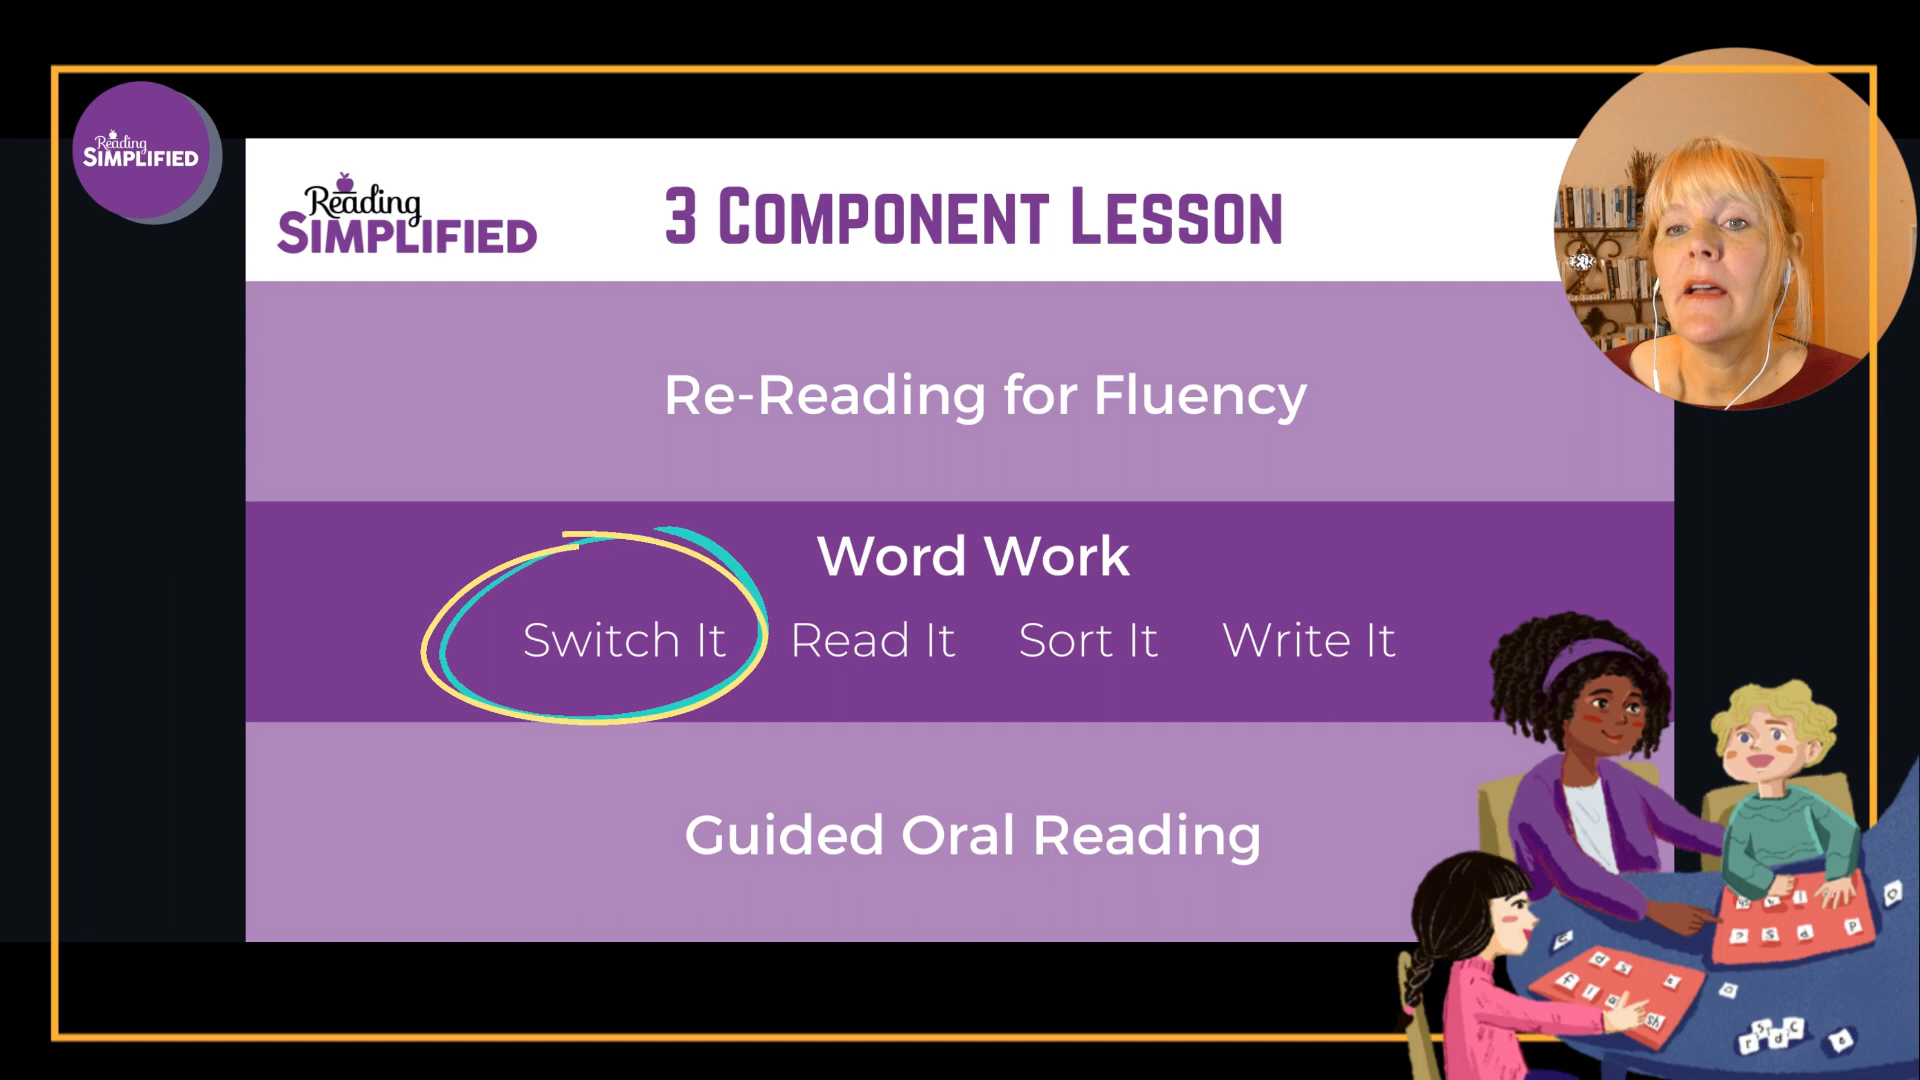 Reading
SIMPLIFIED
Reading
SIMPLIFIED
3 COMPONENT LESSON
Re-Reading for Fluency
Word Work
Switch It Read It Sort It Write It
Guided Oral Reading